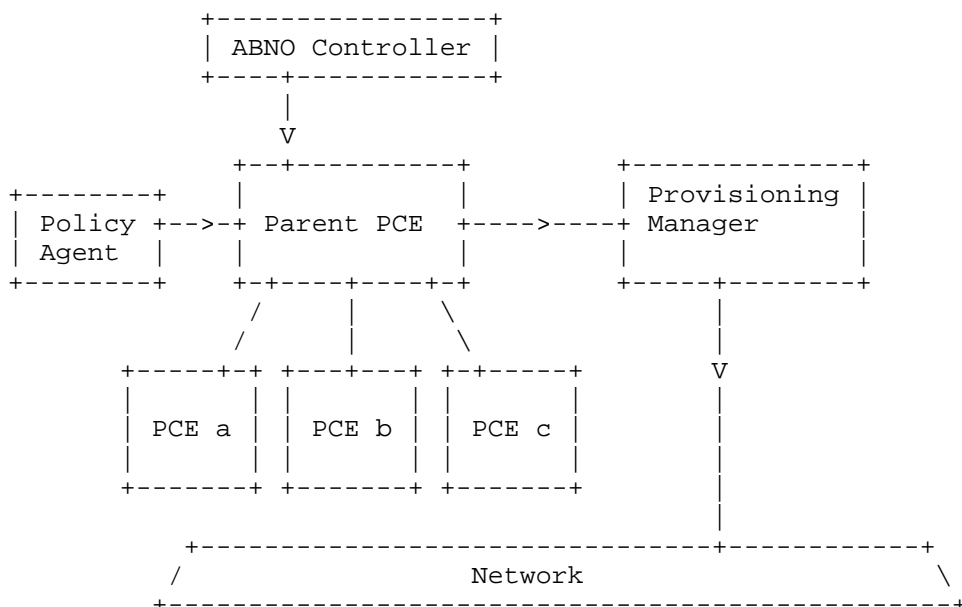 ABNO Controller
V
Provisioning
Policy Parent PCE Manager
Agent
V
PCE a PCE b PCE c
Network